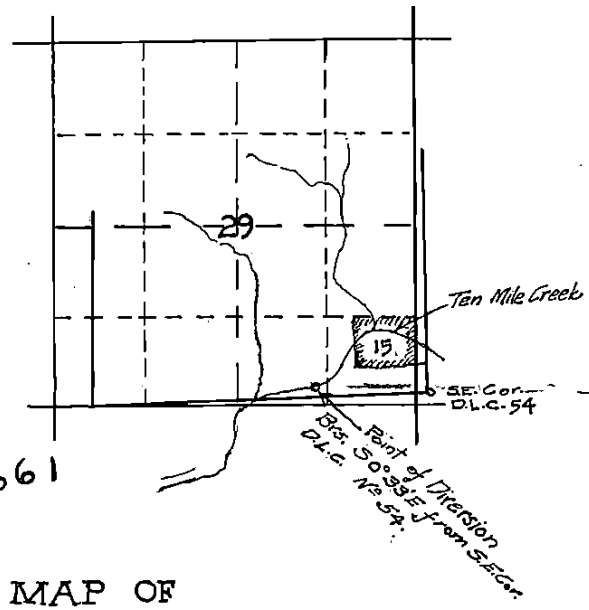 29
Ten Mile Creek
15
S.E. Cor.
D.L.C. 54
Point of Diversion
Brs. S0°33'E from S.E. Cor.
D.L.C. Nº 54.
61
MAP OF